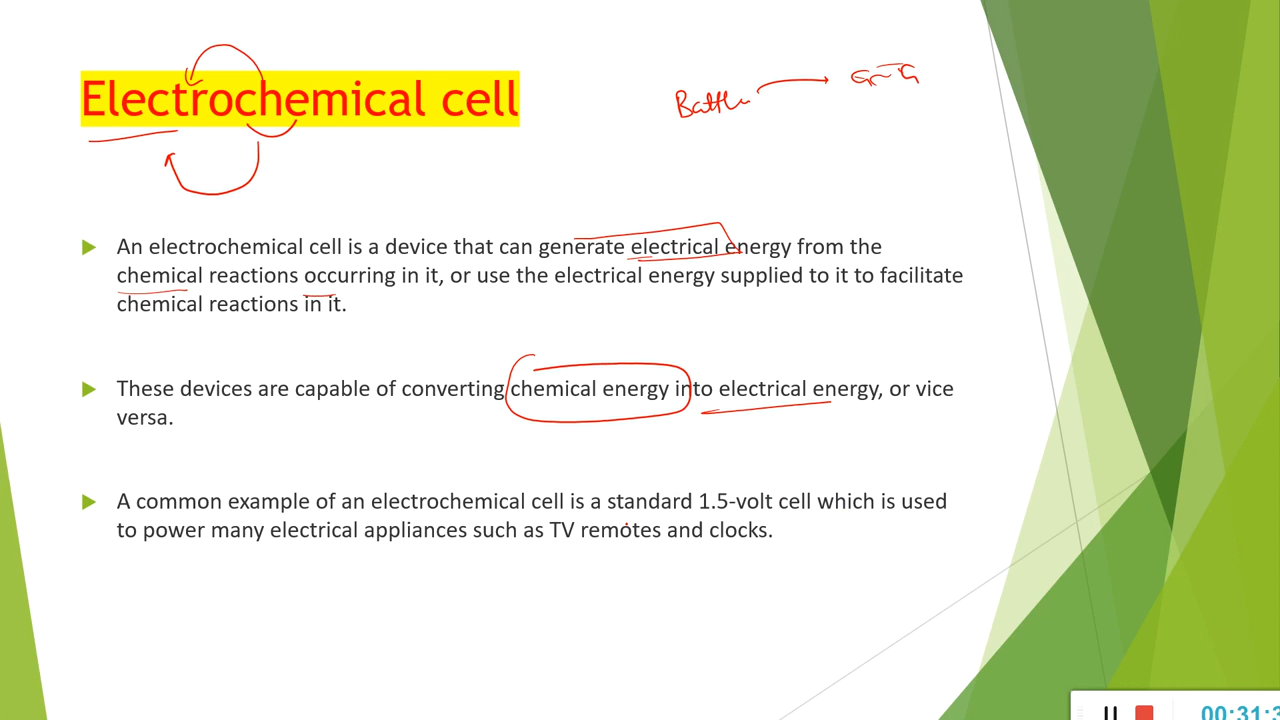 Electrochemical cell
An electrochemical cell is a device that can generate electrical energy from the
chemical reactions occurring in it, or use the electrical energy supplied to it to facilitate
chemical reactions in it.
These devices are capable of converting chemical energy into electrical energy, or vice
versa.
A common example of an electrochemical cell is a standard 1.5-volt cell which is used
to power many electrical appliances such as TV remotes and clocks.